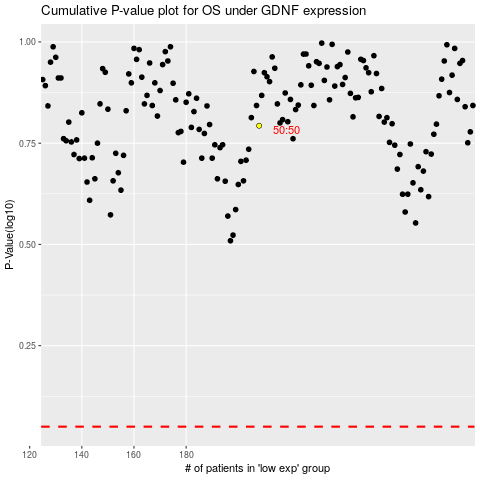 Cumulative P-value plot for OS under GDNF expression
P-Value(log10)
1.00
0.75
0.50
0.25
50:50
120 140 160 180
# of patients in 'low exp' group